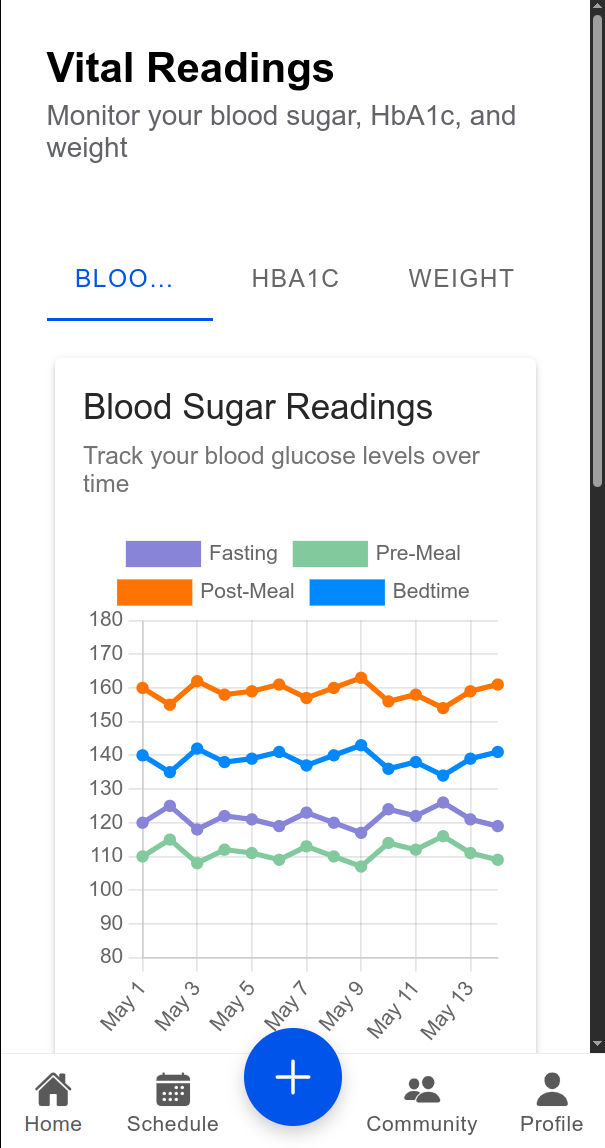 Vital Readings
Monitor your blood sugar, HbA1c, and
weight
BLOO... HBA1C WEIGHT
Blood Sugar Readings
Track your blood glucose levels over
time
Fasting Pre-Meal
Post-Meal Bedtime
180
170
160
150
140
130
120
110
100
90
80
May 1 May 3 May 5 May 7 May 9 May 11 May 13
Home Schedule Community Profile